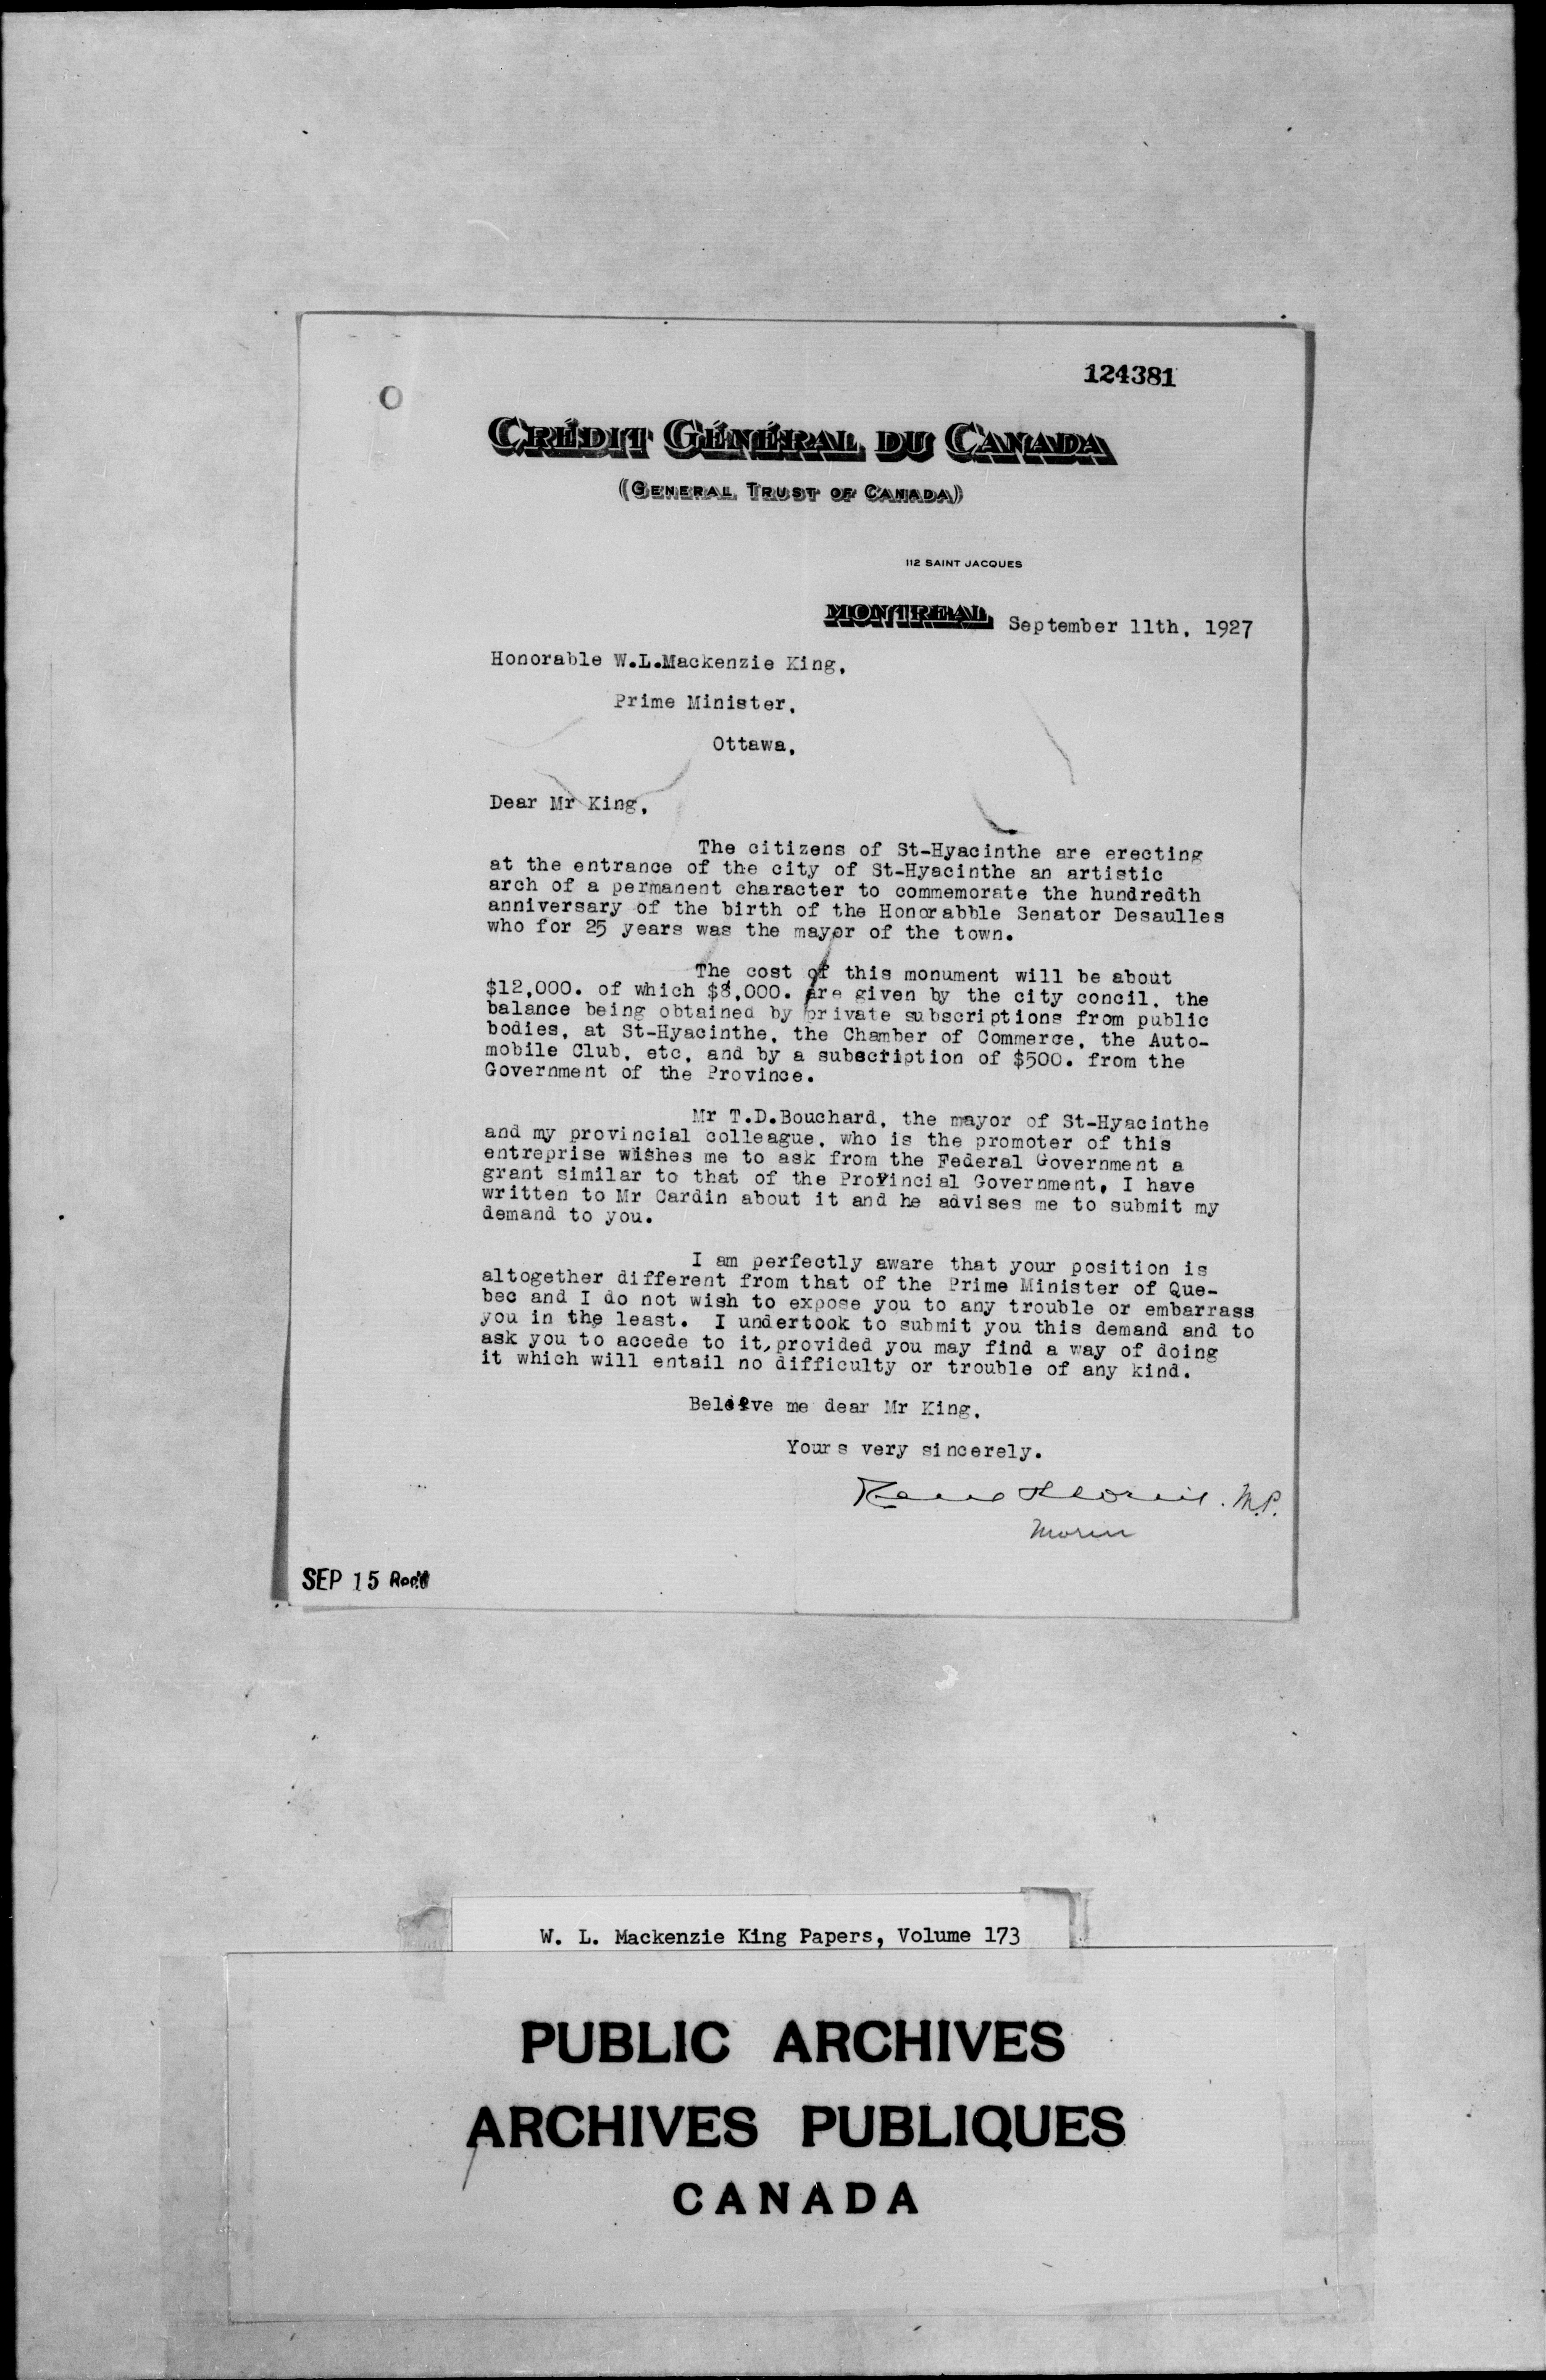 124381
CRÉDIT GÉNÉRAL DU CANADA
(GENERAL TRUST OF CANADA)
112 SAINT JACQUES
MONTREAL, September 11th, 1927
Honorable W.L.Mackenzie King,
Prime Minister,
Ottawa,
Dear Mr King,
The citizens of St-Hyacinthe are erecting
at the entrance of the city of St-Hyacinthe an artistic
arch of a permanent character to commemorate the hundredth
anniversary of the birth of the Honorabble Senator Desaulles
who for 25 years was the mayor of the town.
The cost of this monument will be about
$12,000. of which $8,000. are given by the city concil, the
balance being obtained by private subscriptions from public
bodies, at St-Hyacinthe, the Chamber of Commerce, the Auto-
mobile Club, etc, and by a subscription of $500. from the
Government of the Province.
Mr T.D.Bouchard, the mayor of St-Hyacinthe
and my provincial colleague, who is the promoter of this
entreprise wishes me to ask from the Federal Government a
grant similar to that of the Provincial Government, I have
written to Mr Cardin about it and he advises me to submit my
demand to you.
I am perfectly aware that your position is
altogether different from that of the Prime Minister of Que-
bec and I do not wish to expose you to any trouble or embarrass
you in the least. I undertook to submit you this demand and to
ask you to accede to it, provided you may find a way of doing
it which will entail no difficulty or trouble of any kind.
Beleive me dear Mr King,
Yours very sincerely.
Rene Morin. M.P.
Morin
SEP 15 Rec'd
W. L. Mackenzie King Papers, Volume 173
PUBLIC ARCHIVES
ARCHIVES PUBLIQUES
CANADA